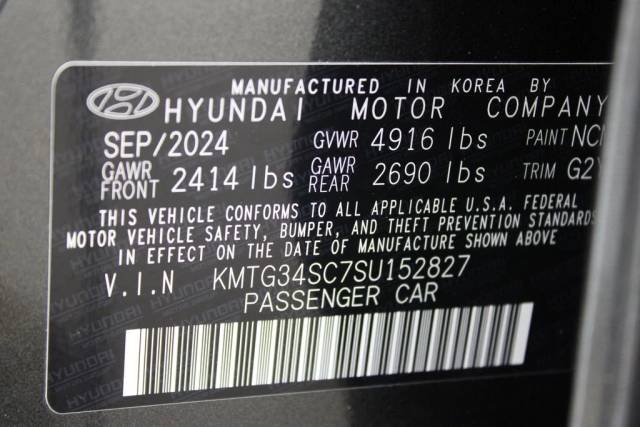 MANUFACTURED IN KOREA BY
HYUNDAI MOTOR COMPANY
SEP/2024 GVWR 4916 lbs PAINT
GAWR FRONT 2414 lbs GAWR REAR 2690 lbs TRIM
THIS VEHICLE CONFORMS TO ALL APPLICABLE U.S.A. FEDERAL
MOTOR VEHICLE SAFETY, BUMPER, AND THEFT PREVENTION STANDARDS
IN EFFECT ON THE DATE OF MANUFACTURE SHOWN ABOVE
V.I.N KMTG34SC7SU152827
PASSENGER CAR